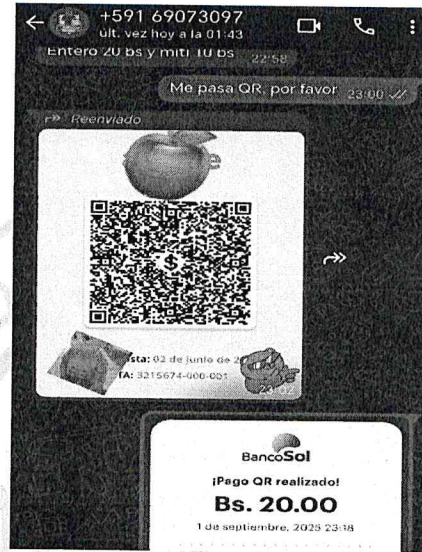 +591 69073097
últ. vez hoy a la 01:43
Entero 20 bs y miti 10 bs 22:58
Me pasa QR, por favor 23:00
Reenviado
sta: 02 de junio de 2
TA: 3215674-000-001
BancoSol
¡Pago QR realizado!
Bs. 20.00
1 de septiembre, 2025 23:18